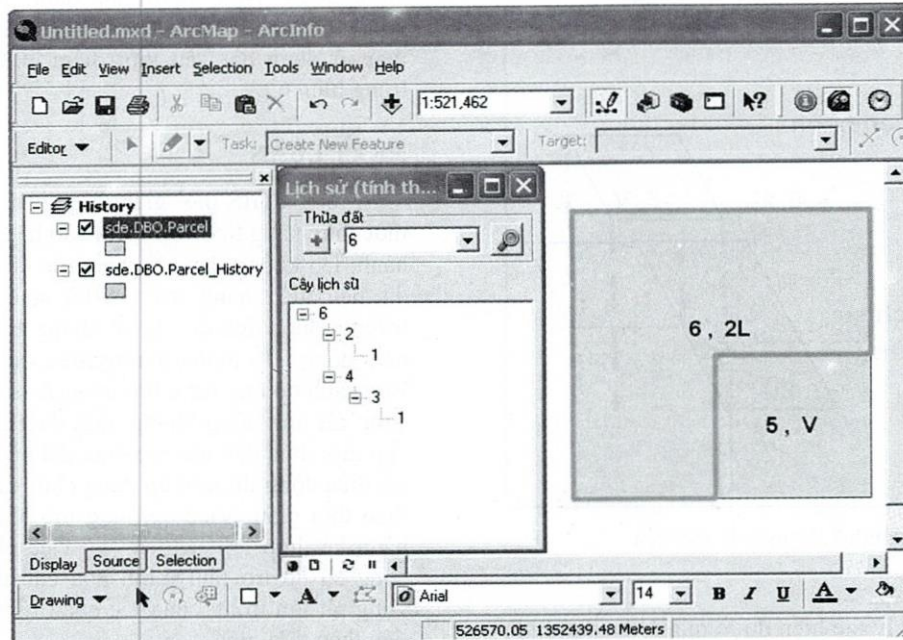 Untitled.mxd - ArcMap - ArcInfo
File Edit View Insert Selection Tools Window Help
1:521,462
Editor Task: Create New Feature Target:
History
sde.DBO.Parcel
sde.DBO.Parcel_History
Display Source Selection
Lịch sử (tính th...
Thửa đất
6
Cây lịch sử
6
2
1
4
3
1
6 , 2L
5 , V
Drawing A Arial 14 B I U A
526570.05 1352439.48 Meters